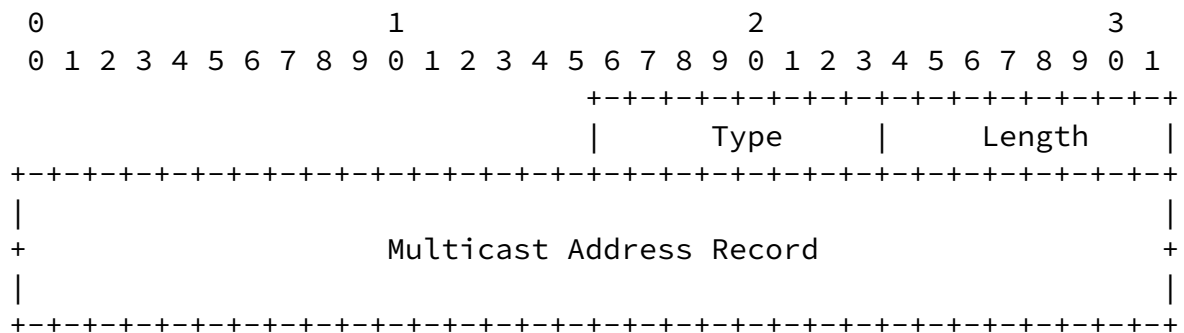 0                   1                   2                   3
 0 1 2 3 4 5 6 7 8 9 0 1 2 3 4 5 6 7 8 9 0 1 2 3 4 5 6 7 8 9 0 1
                                +-+-+-+-+-+-+-+-+-+-+-+-+-+-+-+-+
                                |      Type     |     Length    |
+-+-+-+-+-+-+-+-+-+-+-+-+-+-+-+-+-+-+-+-+-+-+-+-+-+-+-+-+-+-+-+-+
|                                                               |
+                    Multicast Address Record                   +
|                                                               |
+-+-+-+-+-+-+-+-+-+-+-+-+-+-+-+-+-+-+-+-+-+-+-+-+-+-+-+-+-+-+-+-+